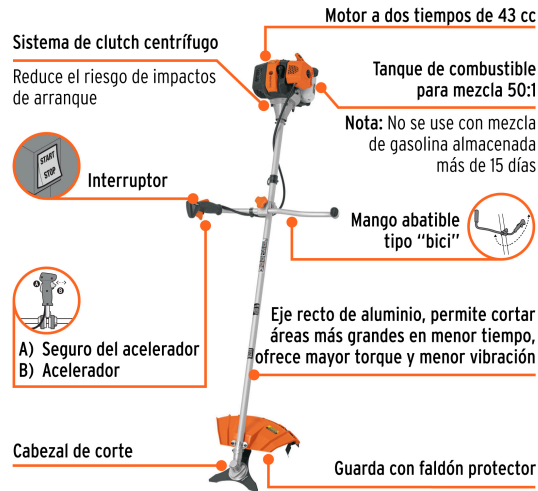 Motor a dos tiempos de 43 cc
Sistema de clutch centrífugo
Reduce el riesgo de impactos
de arranque
Tanque de combustible
para mezcla 50:1
Nota: No se use con mezcla
de gasolina almacenada
más de 15 días
START
STOP
Interruptor
Mango abatible
tipo “bici”
A
B
A) Seguro del acelerador
B) Acelerador
Eje recto de aluminio, permite cortar
áreas más grandes en menor tiempo,
ofrece mayor torque y menor vibración
Cabezal de corte
Guarda con faldón protector